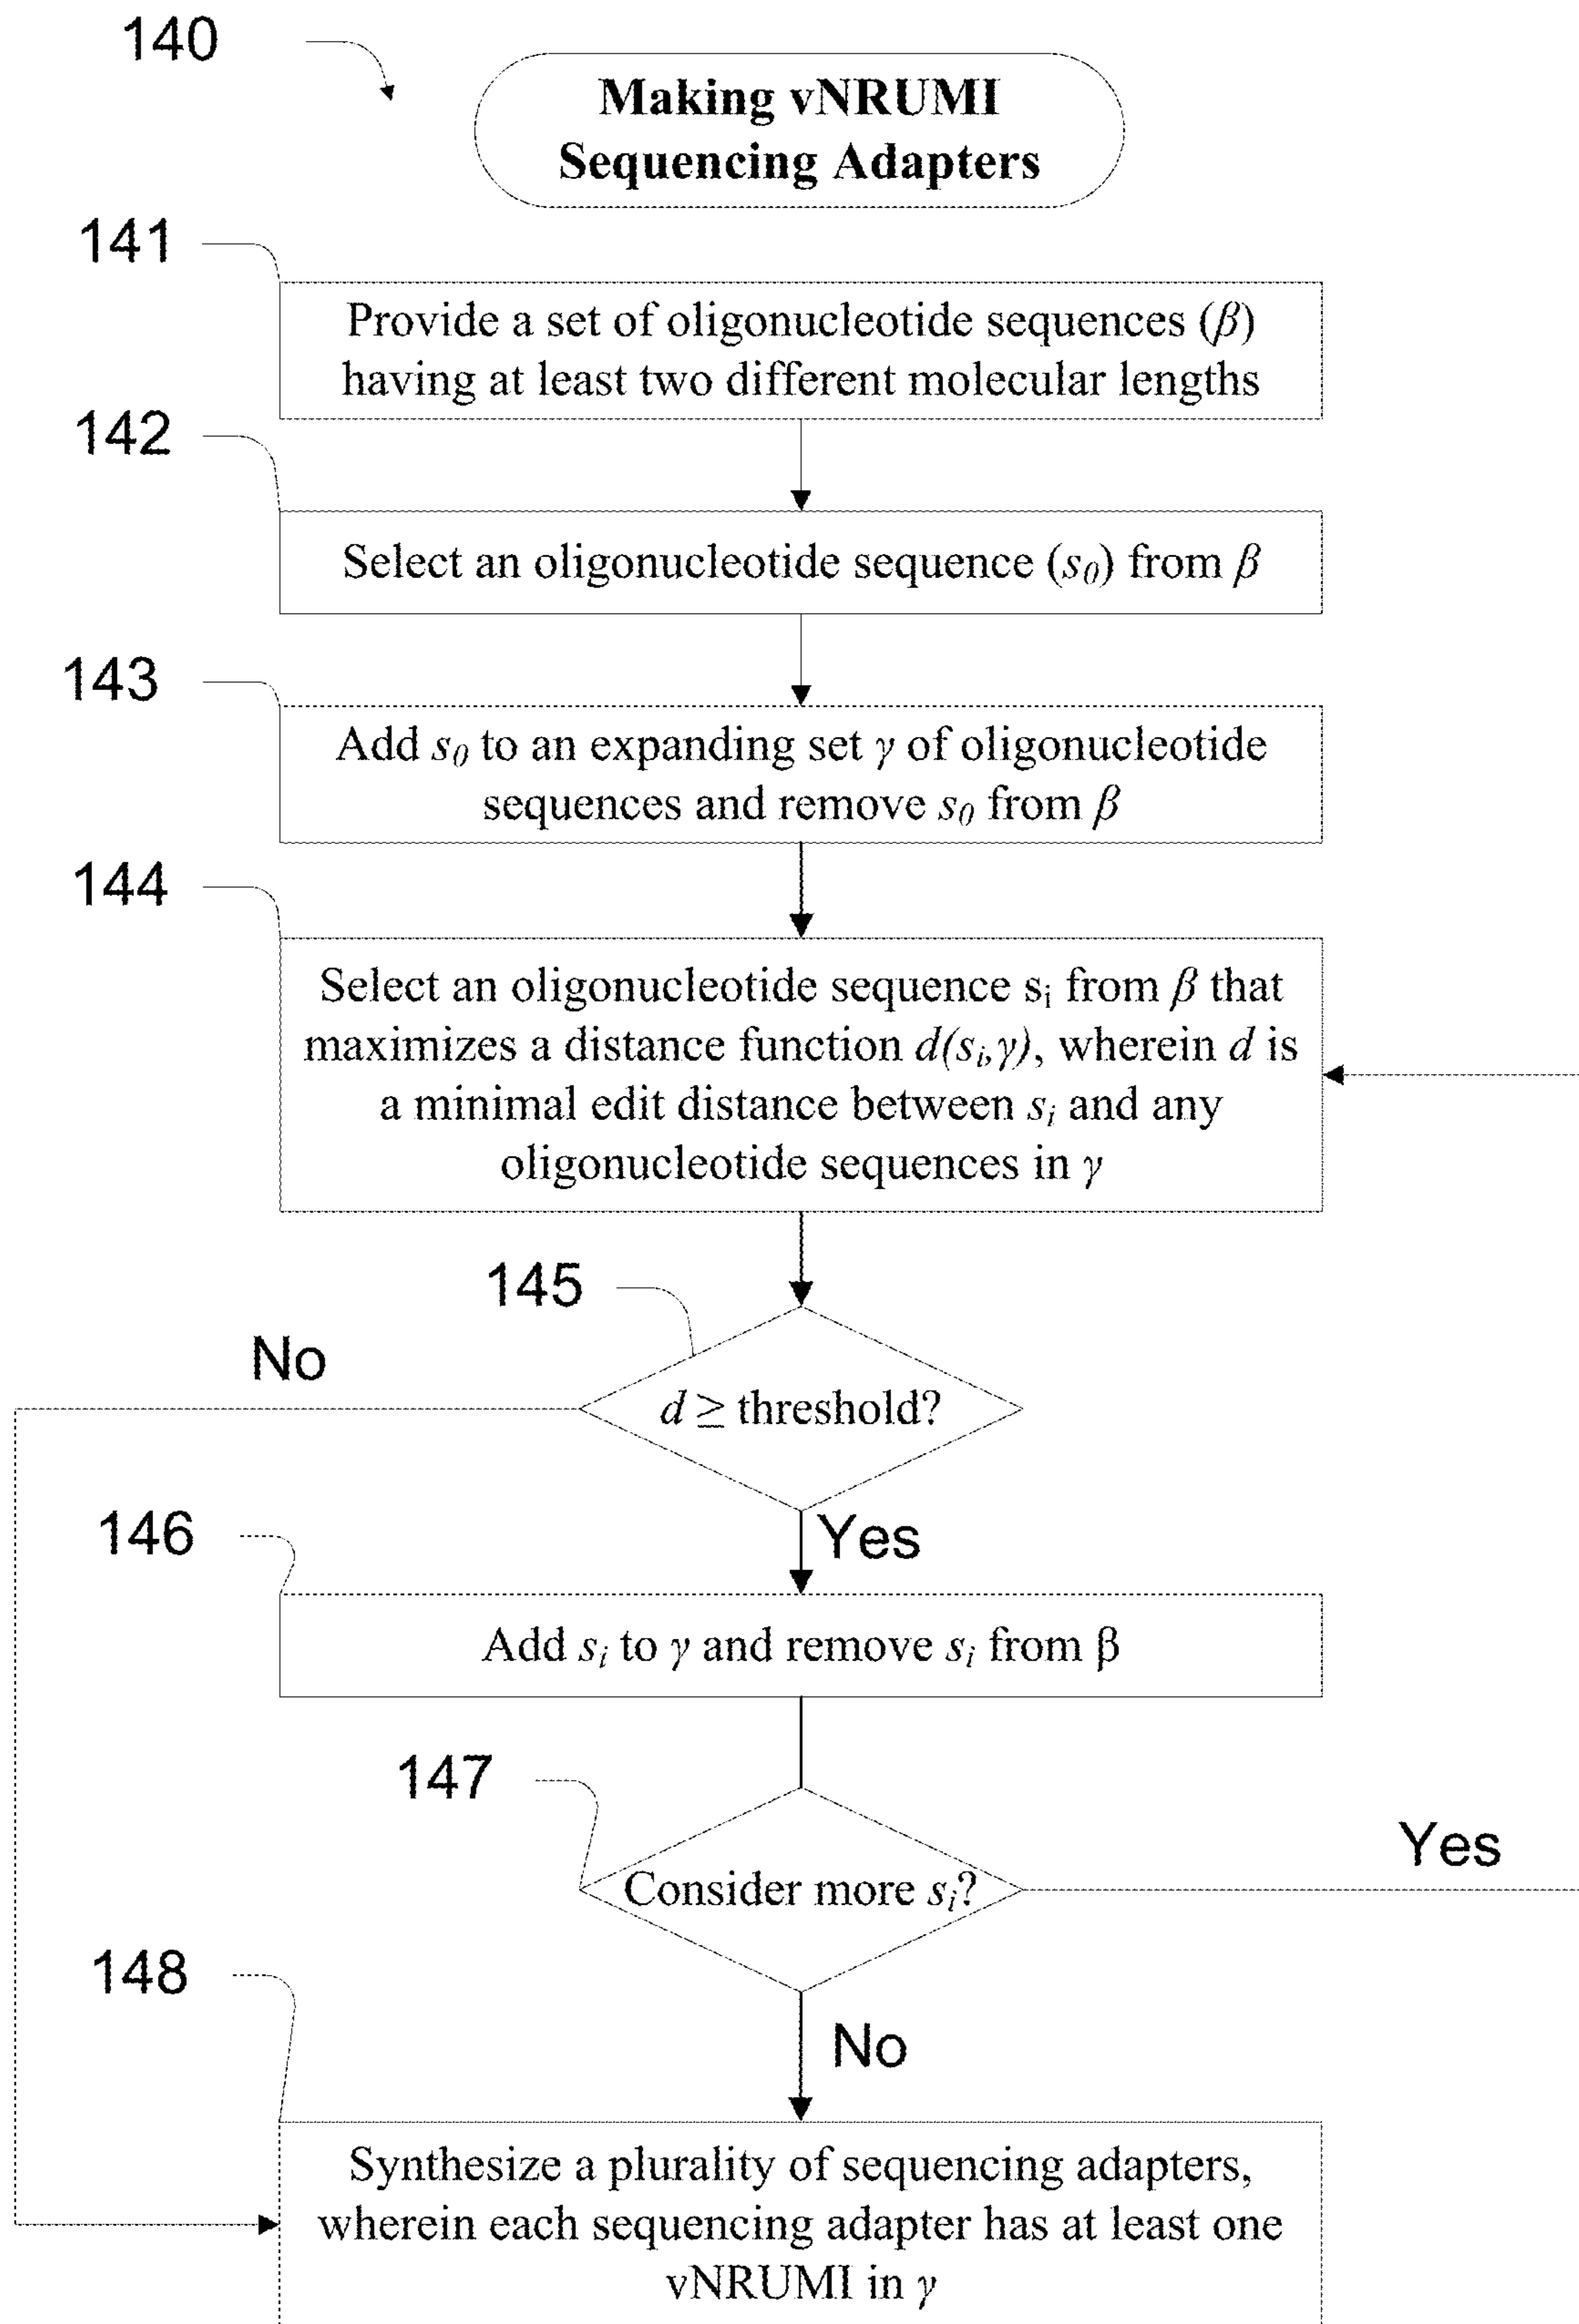 140
Making vNRUMI
Sequencing Adapters
141
Provide a set of oligonucleotide sequences (β)
having at least two different molecular lengths
142
Select an oligonucleotide sequence (s₀) from β
143
Add s₀ to an expanding set γ of oligonucleotide
sequences and remove s₀ from β
144
Select an oligonucleotide sequence sᵢ from β that
maximizes a distance function d(sᵢ,γ), wherein d is
a minimal edit distance between sᵢ and any
oligonucleotide sequences in γ
145
No
d ≥ threshold?
Yes
146
Add sᵢ to γ and remove sᵢ from β
147
Consider more sᵢ?
Yes
No
148
Synthesize a plurality of sequencing adapters,
wherein each sequencing adapter has at least one
vNRUMI in γ